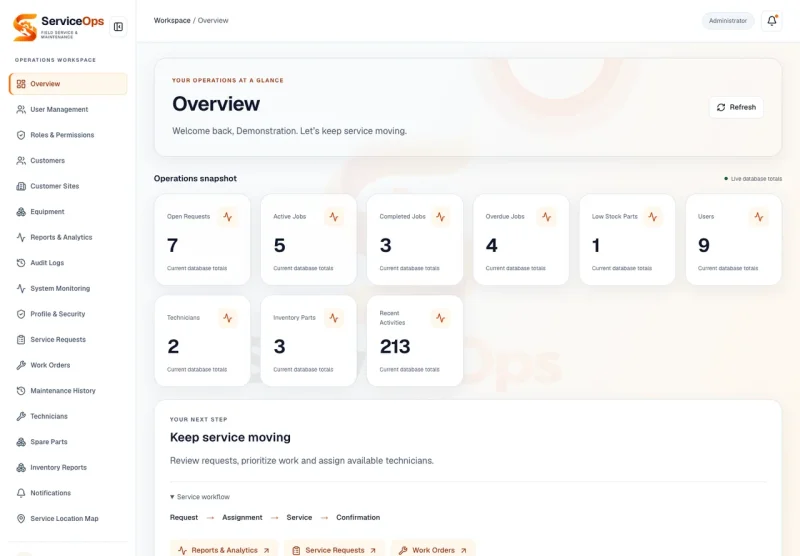 ServiceOps
FIELD SERVICE &
MAINTENANCE
OPERATIONS WORKSPACE
Overview
User Management
Roles & Permissions
Customers
Customer Sites
Equipment
Reports & Analytics
Audit Logs
System Monitoring
Profile & Security
Service Requests
Work Orders
Maintenance History
Technicians
Spare Parts
Inventory Reports
Notifications
Service Location Map
Workspace / Overview
Administrator
YOUR OPERATIONS AT A GLANCE
Overview
Welcome back, Demonstration. Let's keep service moving.
Refresh
Operations snapshot
Live database totals
Open Requests
7
Current database totals
Active Jobs
5
Current database totals
Completed Jobs
3
Current database totals
Overdue Jobs
4
Current database totals
Low Stock Parts
1
Current database totals
Users
9
Current database totals
Technicians
2
Current database totals
Inventory Parts
3
Current database totals
Recent
Activities
213
Current database totals
YOUR NEXT STEP
Keep service moving
Review requests, prioritize work and assign available technicians.
▼ Service workflow
Request → Assignment → Service → Confirmation
Reports & Analytics ↗ Service Requests ↗ Work Orders ↗